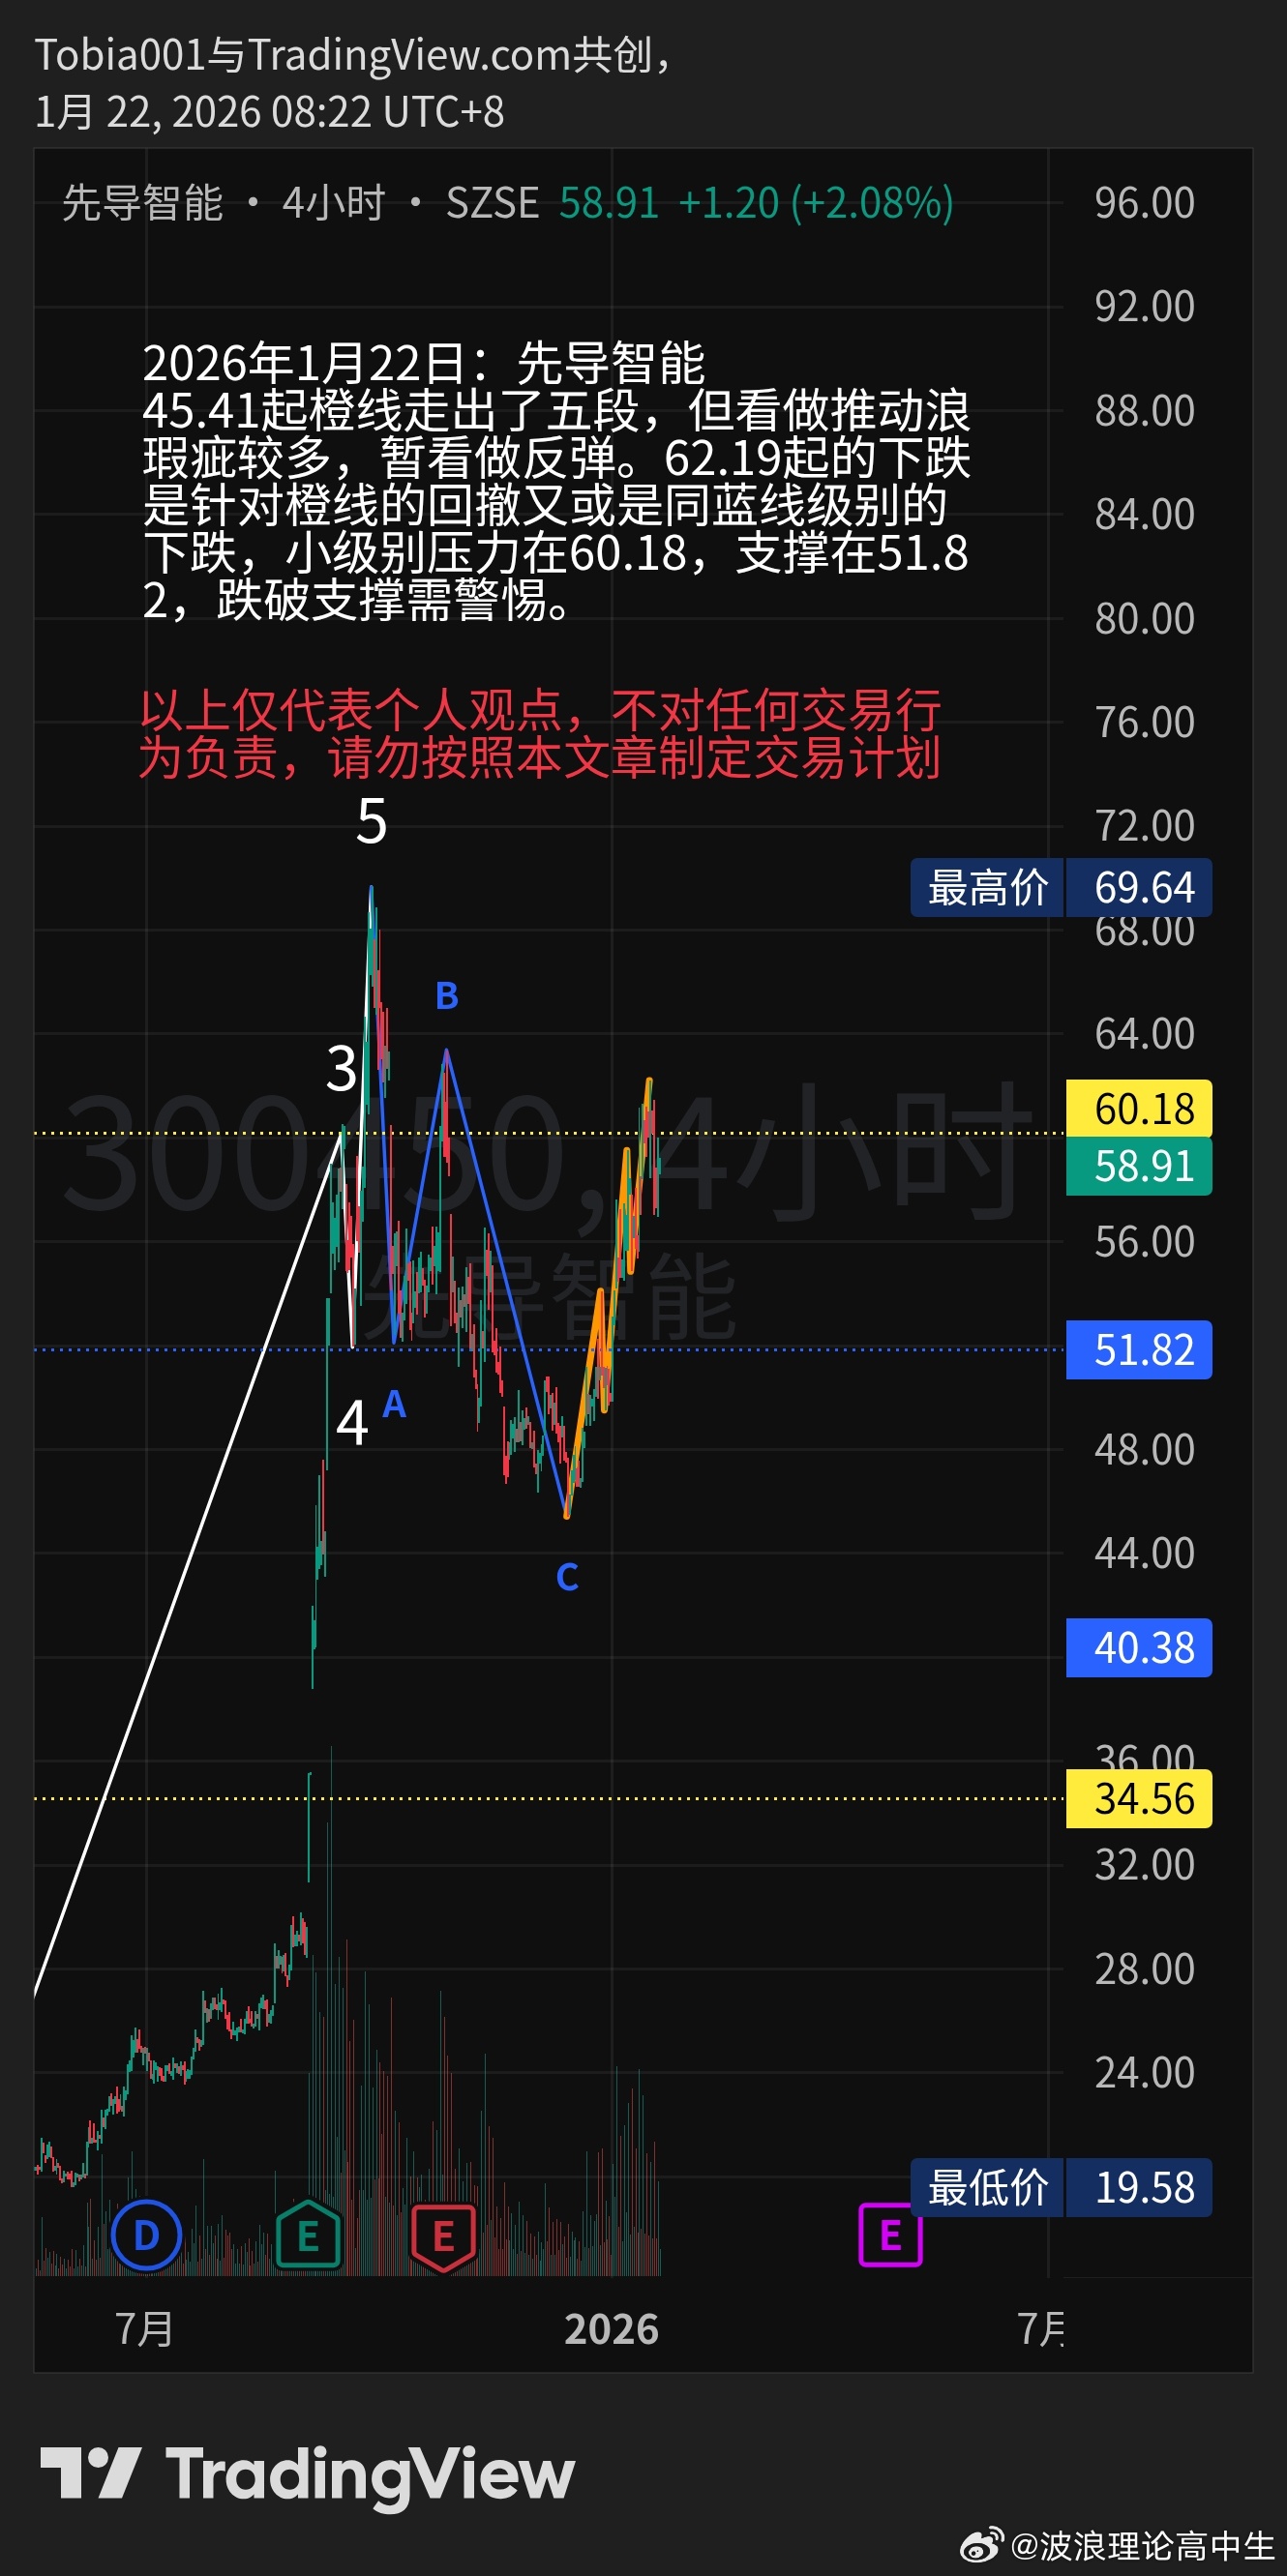 Tobia001与TradingView.com共创，
1月 22, 2026 08:22 UTC+8
先导智能 · 4小时 · SZSE 58.91 +1.20 (+2.08%)
96.00
92.00
2026年1月22日：先导智能
45.41起橙线走出了五段，但看做推动浪
瑕疵较多，暂看做反弹。62.19起的下跌
是针对橙线的回撤又或是同蓝线级别的
下跌，小级别压力在60.18，支撑在51.8
2，跌破支撑需警惕。
88.00
84.00
80.00
以上仅代表个人观点，不对任何交易行
为负责，请勿按照本文章制定交易计划
76.00
5
72.00
最高价 69.64
68.00
B
64.00
3
300450, 4小时
先导智能
60.18
58.91
56.00
51.82
4
A
48.00
44.00
C
40.38
36.00
34.56
32.00
28.00
24.00
最低价 19.58
D
E
E
E
7月
2026
7月
TradingView
@波浪理论高中生